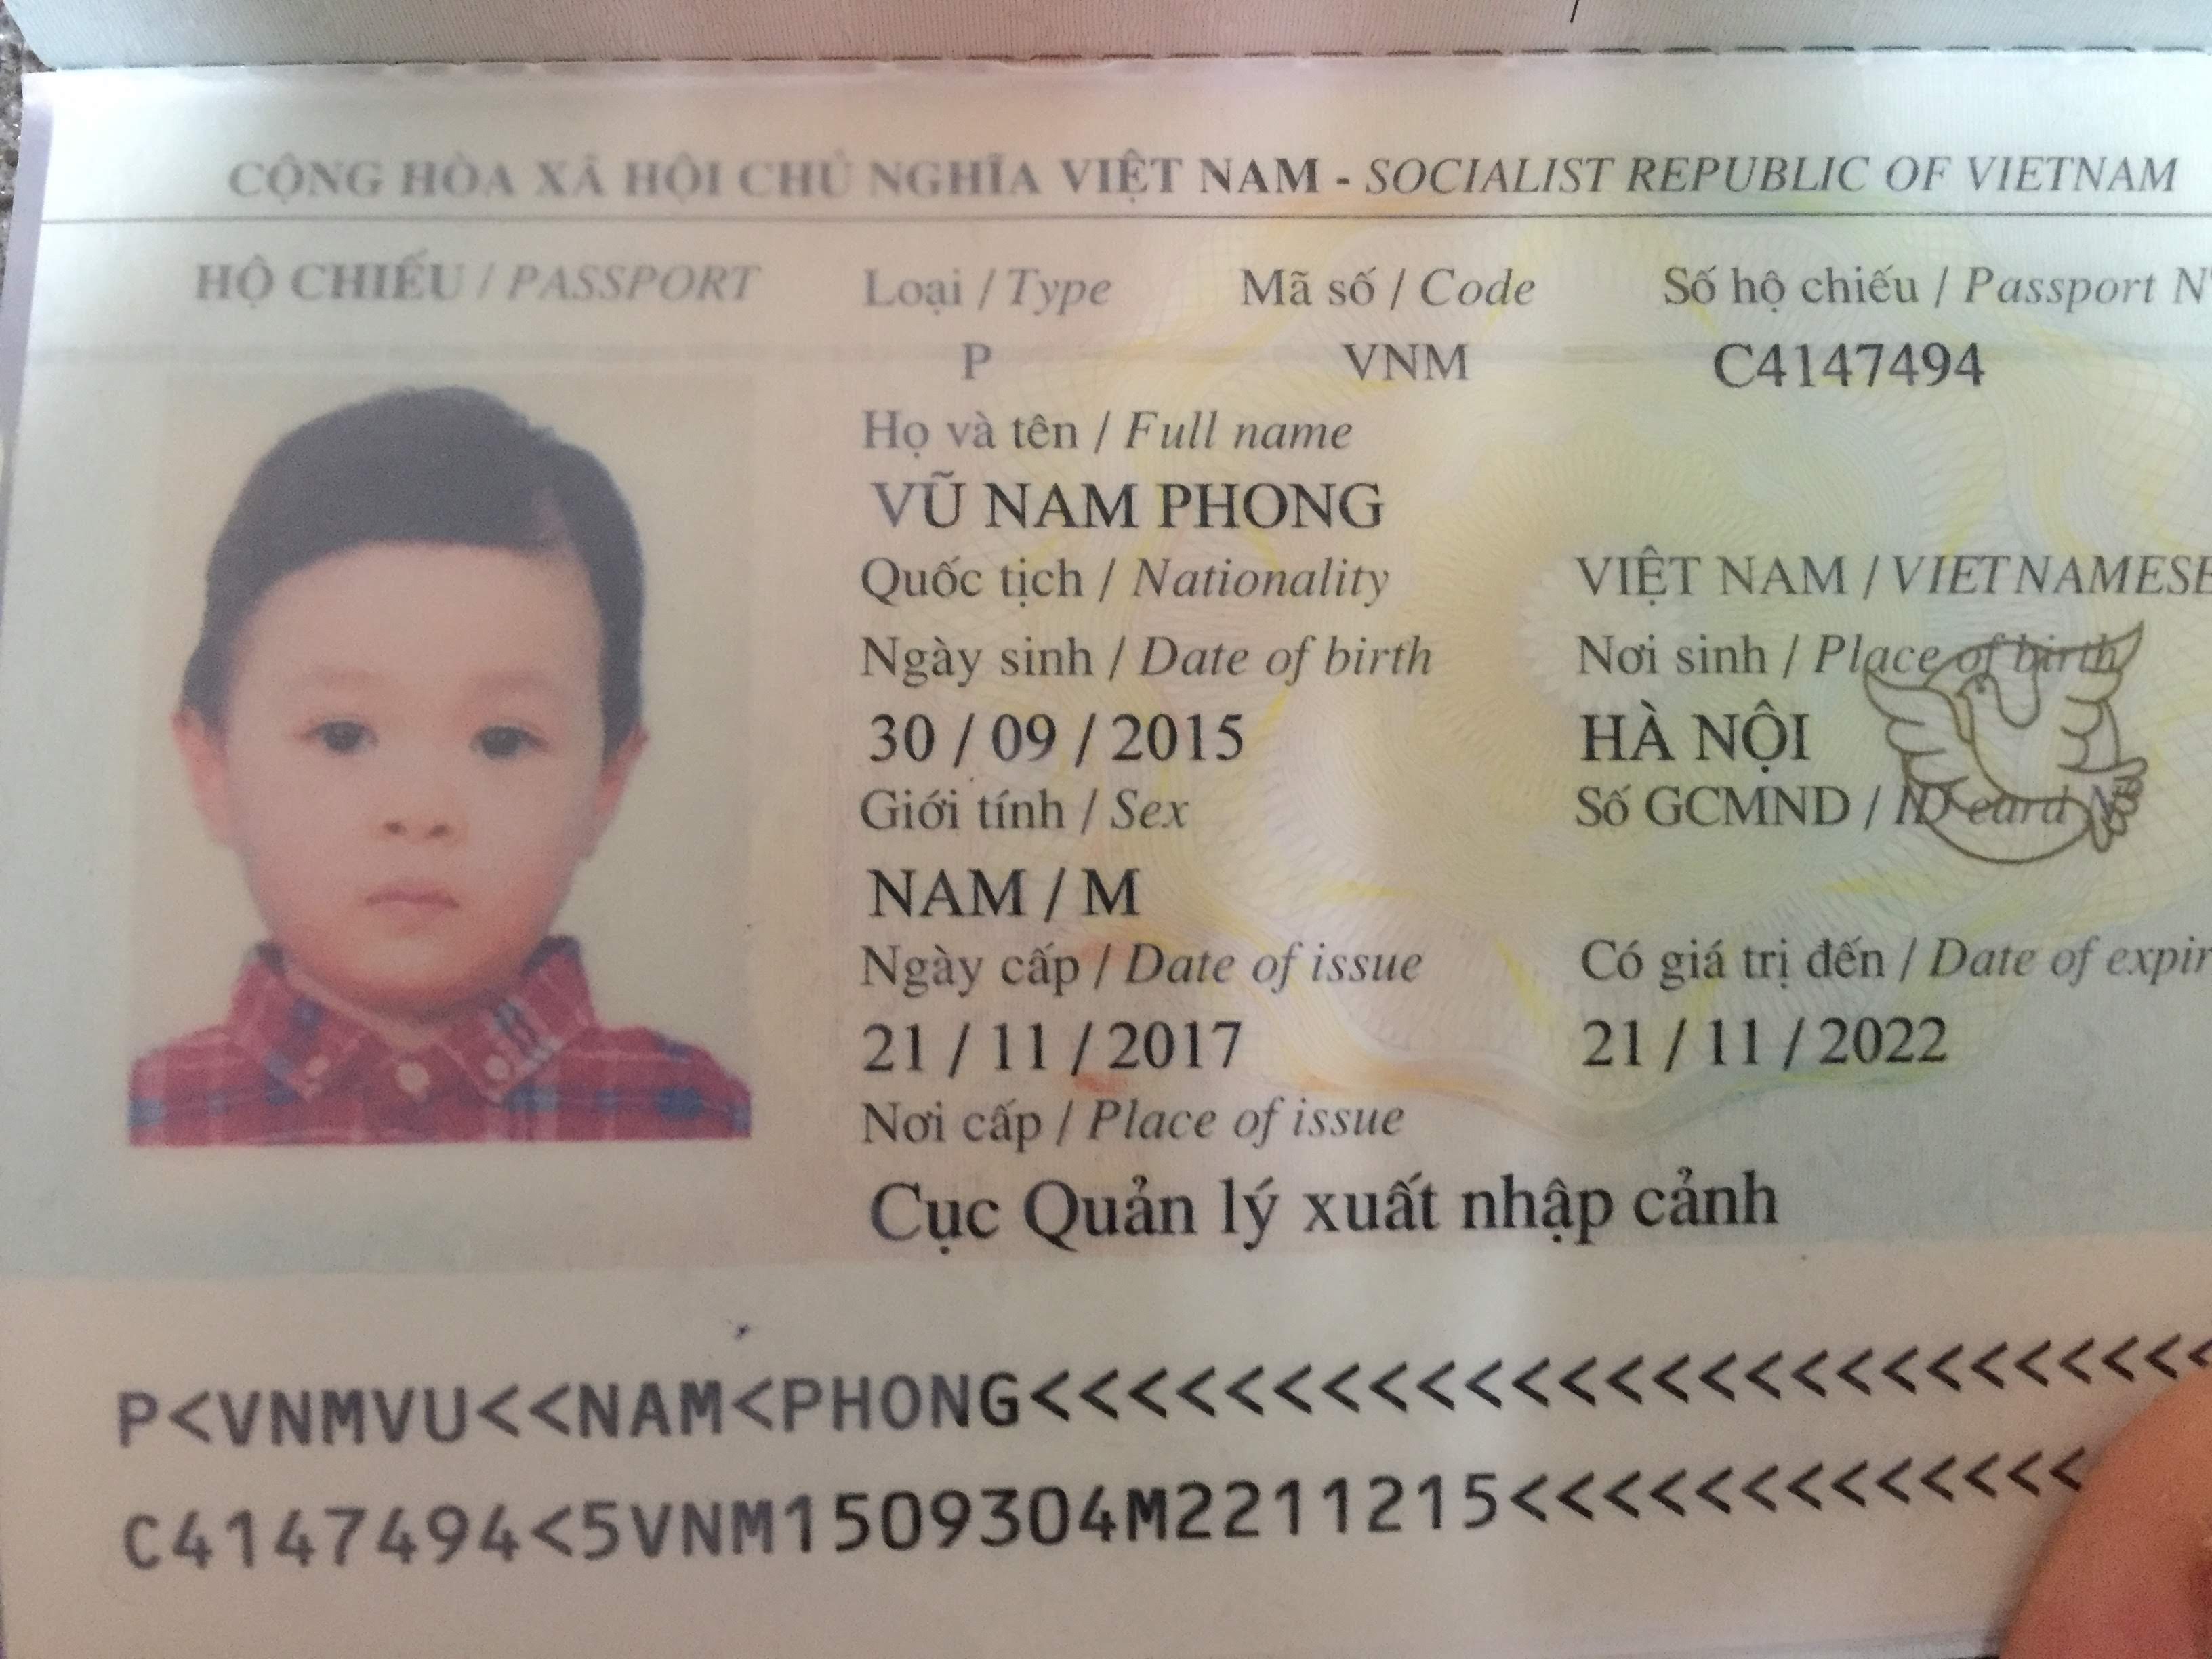 CỘNG HÒA XÃ HỘI CHỦ NGHĨA VIỆT NAM - SOCIALIST REPUBLIC OF VIETNAM
HỘ CHIẾU / PASSPORT Loại / Type Mã số / Code Số hộ chiếu / Passport N
P VNM C4147494
Họ và tên / Full name
VŨ NAM PHONG
Quốc tịch / Nationality VIỆT NAM / VIETNAMESE
Ngày sinh / Date of birth Nơi sinh / Place of birth
30 / 09 / 2015 HÀ NỘI
Giới tính / Sex Số GCMND / ID card N
NAM / M
Ngày cấp / Date of issue Có giá trị đến / Date of expir
21 / 11 / 2017 21 / 11 / 2022
Nơi cấp / Place of issue
Cục Quản lý xuất nhập cảnh
P<VNMVU<<NAM<PHONG<<<<<<<<<<<<<<<<<<<<<<<<
C4147494<5VNM1509304M2211215<<<<<<<<<<<<<